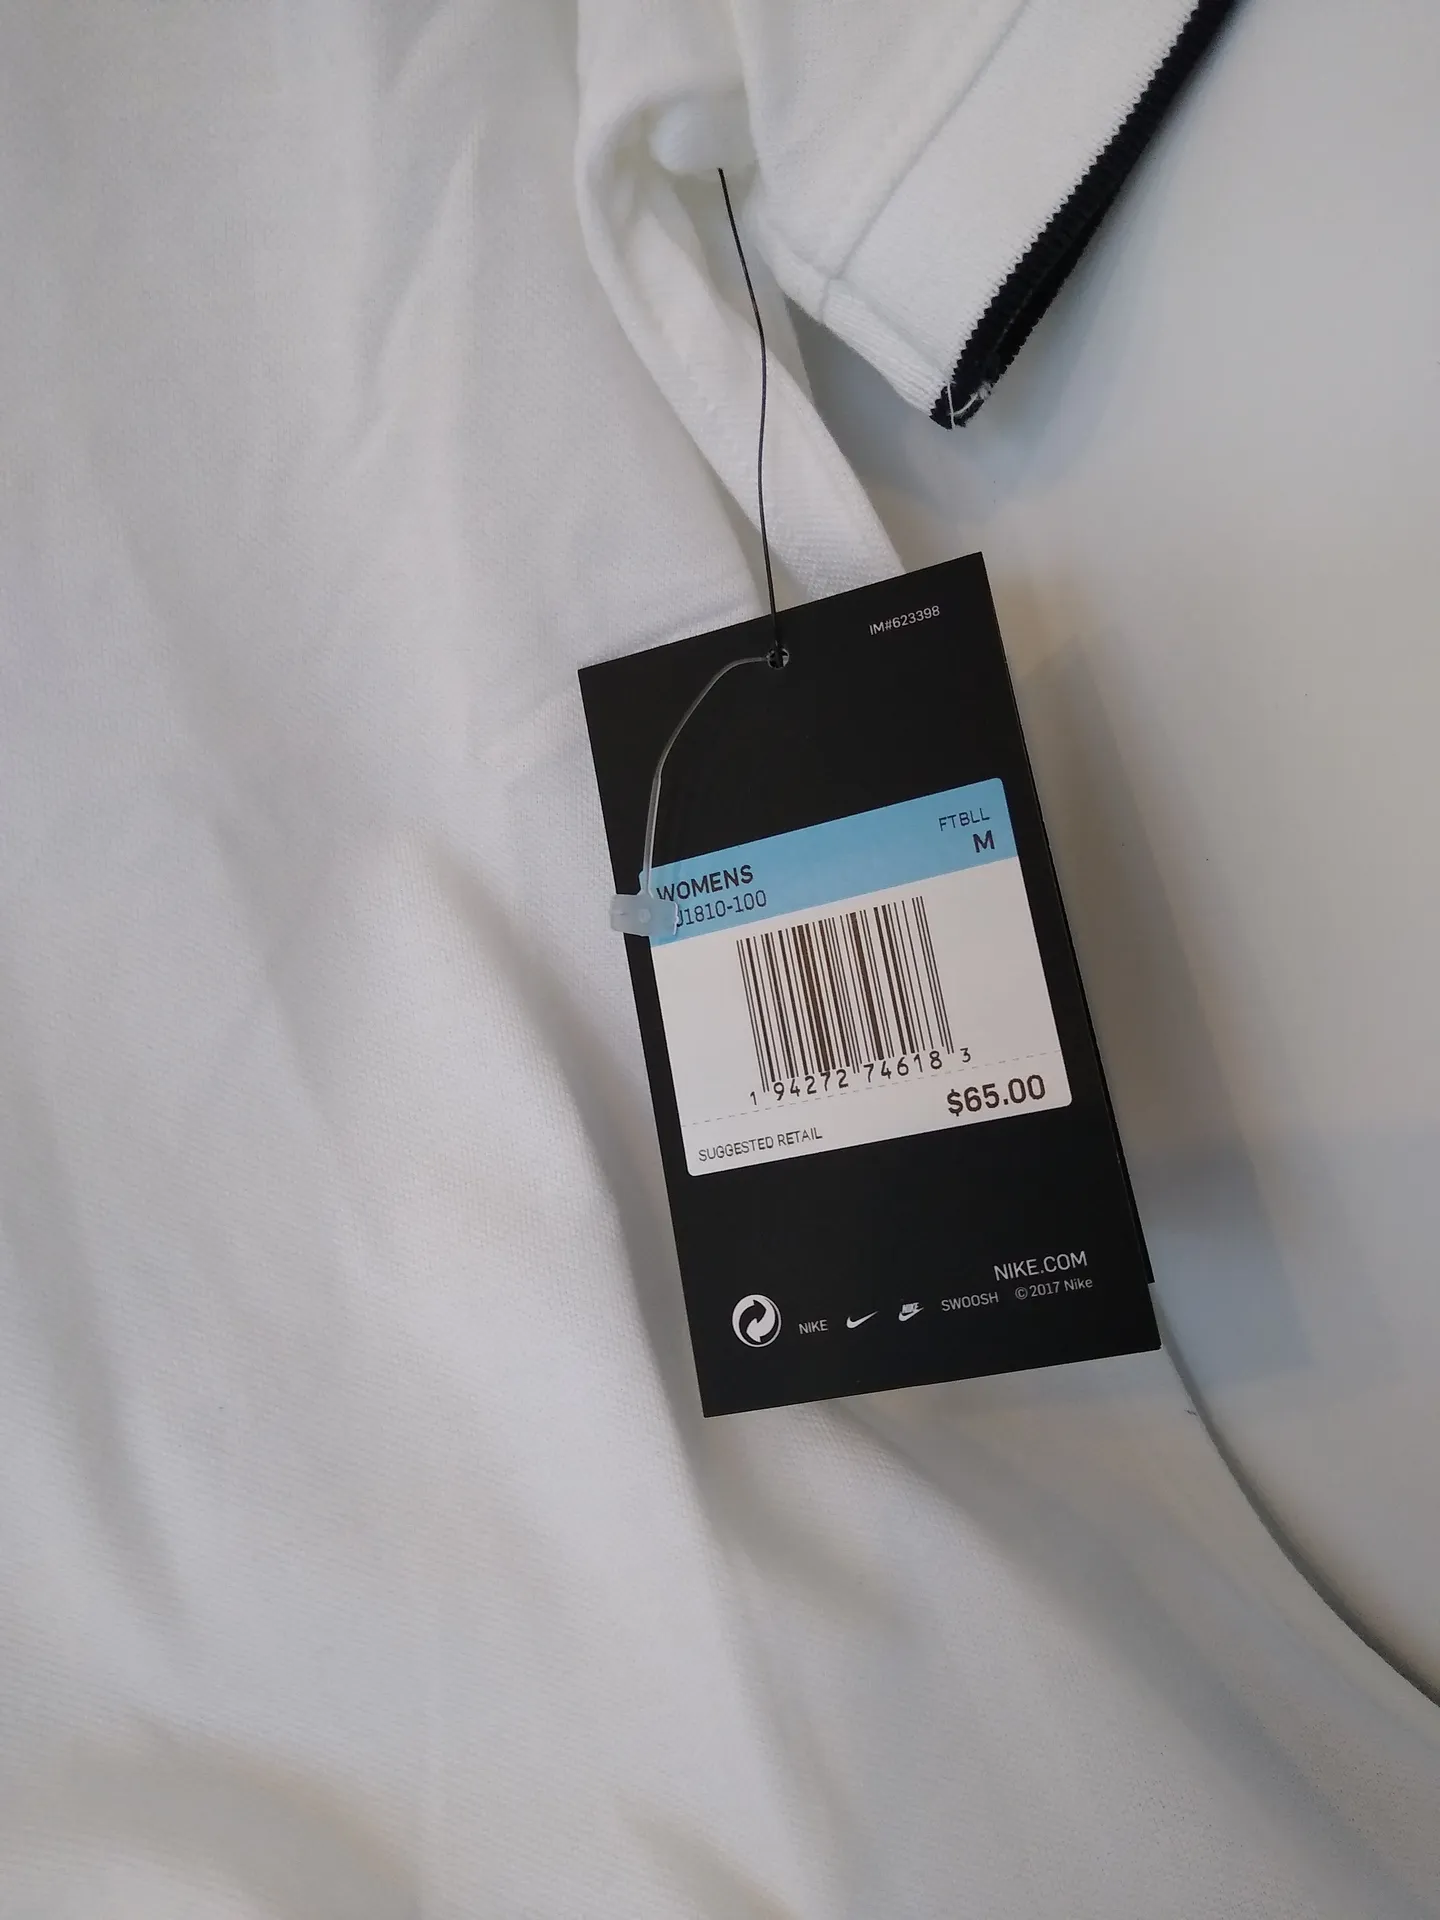 IM#623398
FTBLL
M
WOMENS
J1810-100
1 94272 74618 3
$65.00
SUGGESTED RETAIL
NIKE.COM
NIKE NIKE SWOOSH ©2017 Nike